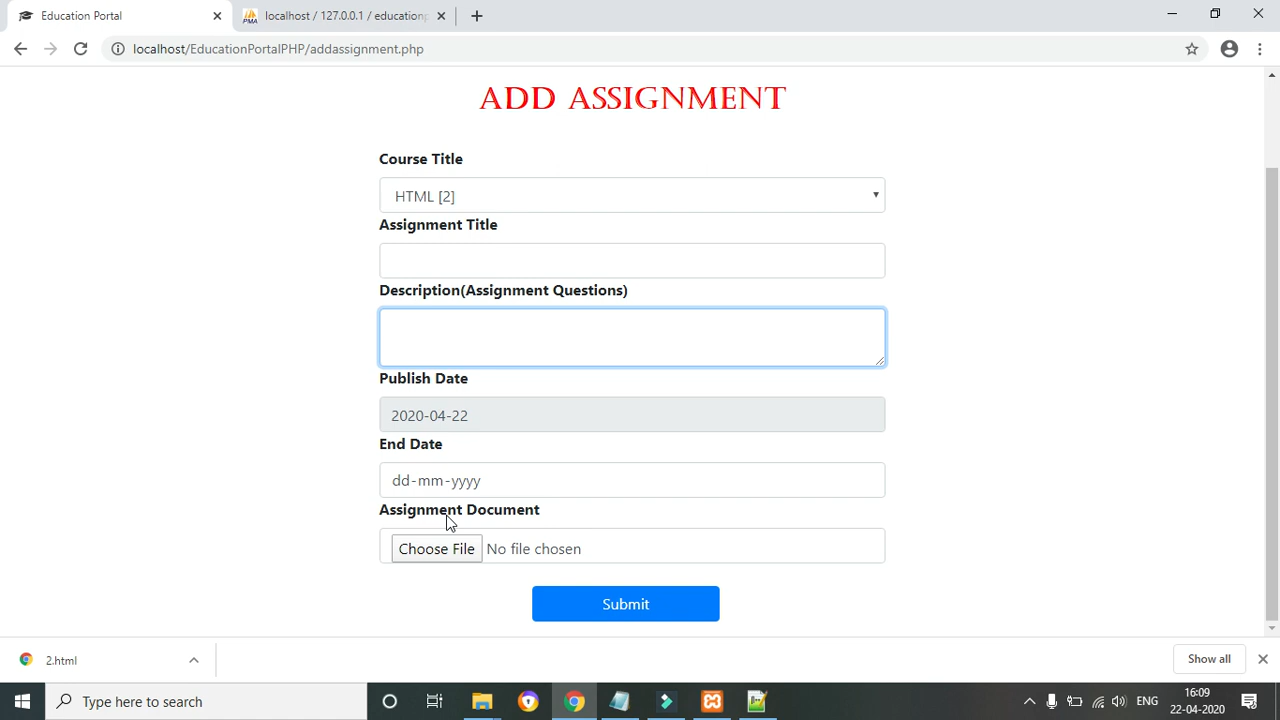 Education Portal
localhost / 127.0.0.1 / education
localhost/EducationPortalPHP/addassignment.php
ADD ASSIGNMENT
Course Title
HTML [2]
Assignment Title
Description(Assignment Questions)
Publish Date
2020-04-22
End Date
dd-mm-yyyy
Assignment Document
Choose File No file chosen
Submit
2.html
Show all
Type here to search
ENG
16:09
22-04-2020